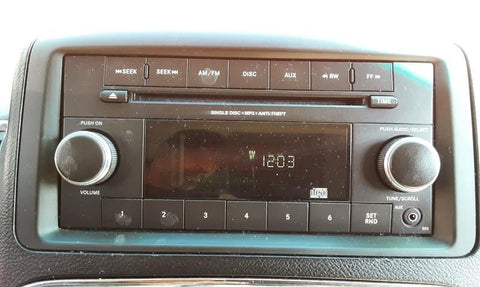 ⏮SEEK SEEK⏭ AM/FM DISC AUX ◀◀RW FF▶▶
TIME
SINGLE DISC • MP3 • ANTI-THEFT
PUSH ON PUSH AUDIO/SELECT
12:03
VOLUME TUNE/SCROLL
1 2 3 4 5 6 SET RND AUX